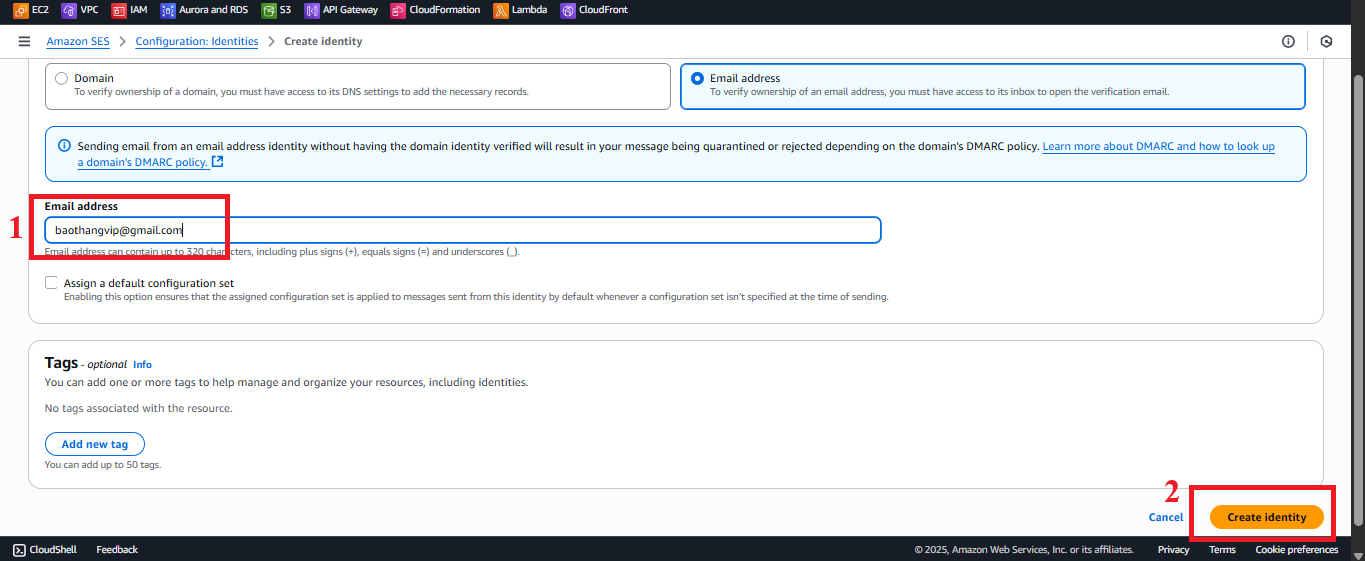 EC2 VPC IAM Aurora and RDS S3 API Gateway CloudFormation Lambda CloudFront
Amazon SES > Configuration: Identities > Create identity
Domain
To verify ownership of a domain, you must have access to its DNS settings to add the necessary records.
Email address
To verify ownership of an email address, you must have access to its inbox to open the verification email.
Sending email from an email address identity without having the domain identity verified will result in your message being quarantined or rejected depending on the domain's DMARC policy. Learn more about DMARC and how to look up
a domain's DMARC policy.
1
Email address
baothangvip@gmail.com
Email address can contain up to 320 characters, including plus signs (+), equals signs (=) and underscores (_).
Assign a default configuration set
Enabling this option ensures that the assigned configuration set is applied to messages sent from this identity by default whenever a configuration set isn't specified at the time of sending.
Tags - optional Info
You can add one or more tags to help manage and organize your resources, including identities.
No tags associated with the resource.
Add new tag
You can add up to 50 tags.
2
Cancel Create identity
CloudShell Feedback © 2025, Amazon Web Services, Inc. or its affiliates. Privacy Terms Cookie preferences